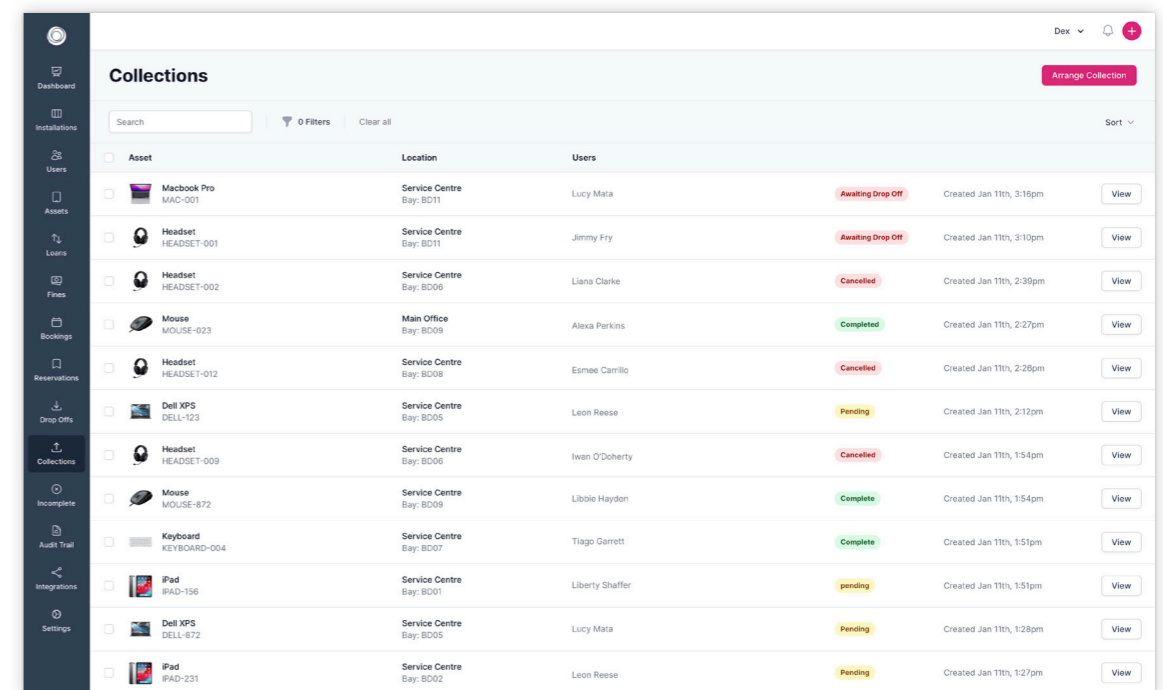 Dex
+
Dashboard
Installations
Users
Assets
Loans
Fines
Bookings
Reservations
Drop Offs
Collections
Incomplete
Audit Trail
Integrations
Settings
Collections
Arrange Collection
Search
0 Filters
Clear all
Sort
Asset Location Users
Macbook Pro Service Centre
MAC-001 Bay: BD11 Lucy Mata Awaiting Drop Off Created Jan 11th, 3:16pm View
Headset Service Centre
HEADSET-001 Bay: BD11 Jimmy Fry Awaiting Drop Off Created Jan 11th, 3:10pm View
Headset Service Centre
HEADSET-002 Bay: BD06 Liana Clarke Cancelled Created Jan 11th, 2:39pm View
Mouse Main Office
MOUSE-023 Bay: BD09 Alexa Perkins Completed Created Jan 11th, 2:27pm View
Headset Service Centre
HEADSET-012 Bay: BD08 Esmee Carrillo Cancelled Created Jan 11th, 2:26pm View
Dell XPS Service Centre
DELL-123 Bay: BD05 Leon Reese Pending Created Jan 11th, 2:12pm View
Headset Service Centre
HEADSET-009 Bay: BD06 Iwan O'Doherty Cancelled Created Jan 11th, 1:54pm View
Mouse Service Centre
MOUSE-872 Bay: BD09 Libbie Hayden Complete Created Jan 11th, 1:54pm View
Keyboard Service Centre
KEYBOARD-004 Bay: BD07 Tiago Garrett Complete Created Jan 11th, 1:51pm View
iPad Service Centre
IPAD-156 Bay: BD01 Liberty Shaffer pending Created Jan 11th, 1:51pm View
Dell XPS Service Centre
DELL-872 Bay: BD05 Lucy Mata Pending Created Jan 11th, 1:28pm View
iPad Service Centre
IPAD-231 Bay: BD02 Leon Reese Pending Created Jan 11th, 1:27pm View